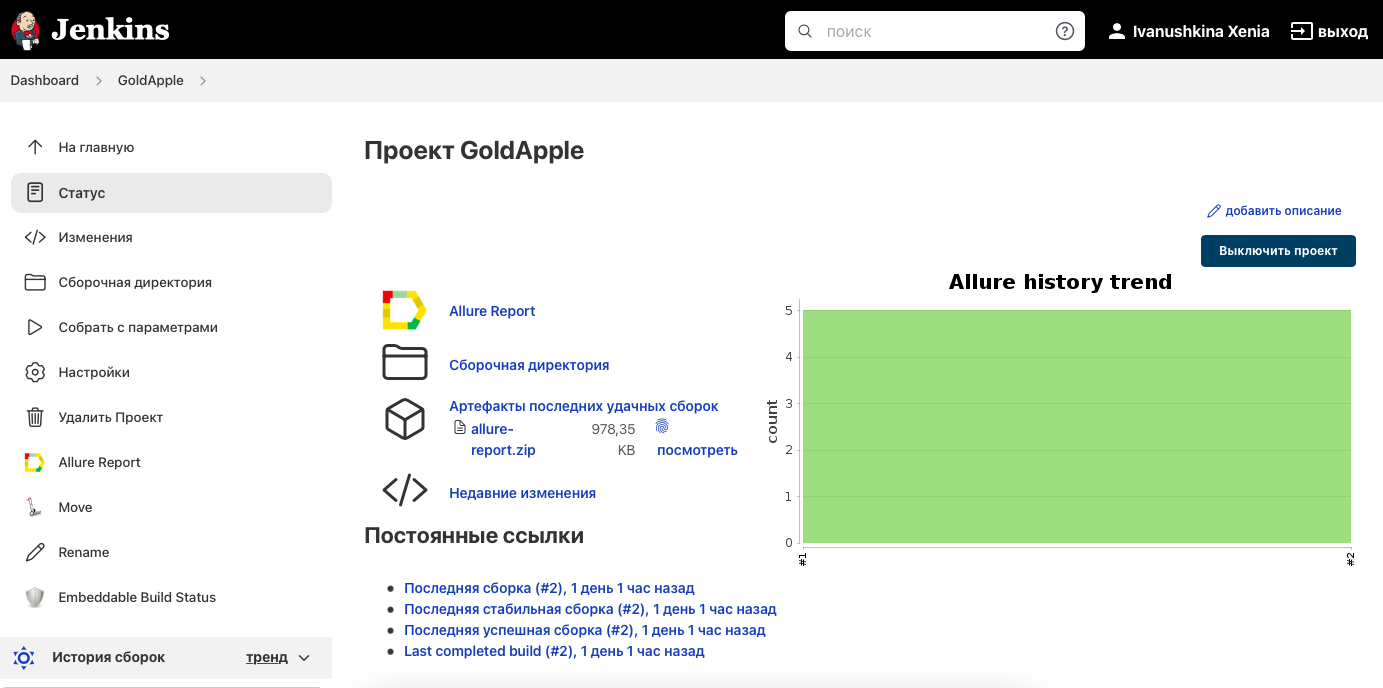 Jenkins
поиск
Ivanushkina Xenia
выход
Dashboard
GoldApple
На главную
Статус
Изменения
Сборочная директория
Собрать с параметрами
Настройки
Удалить Проект
Allure Report
Move
Rename
Embeddable Build Status
История сборок
тренд
Проект GoldApple
добавить описание
Выключить проект
Allure Report
Сборочная директория
Артефакты последних удачных сборок
allure-
report.zip
978,35
KB
посмотреть
Недавние изменения
Allure history trend
count
5
4
3
2
1
0
#1
#2
Постоянные ссылки
Последняя сборка (#2), 1 день 1 час назад
Последняя стабильная сборка (#2), 1 день 1 час назад
Последняя успешная сборка (#2), 1 день 1 час назад
Last completed build (#2), 1 день 1 час назад